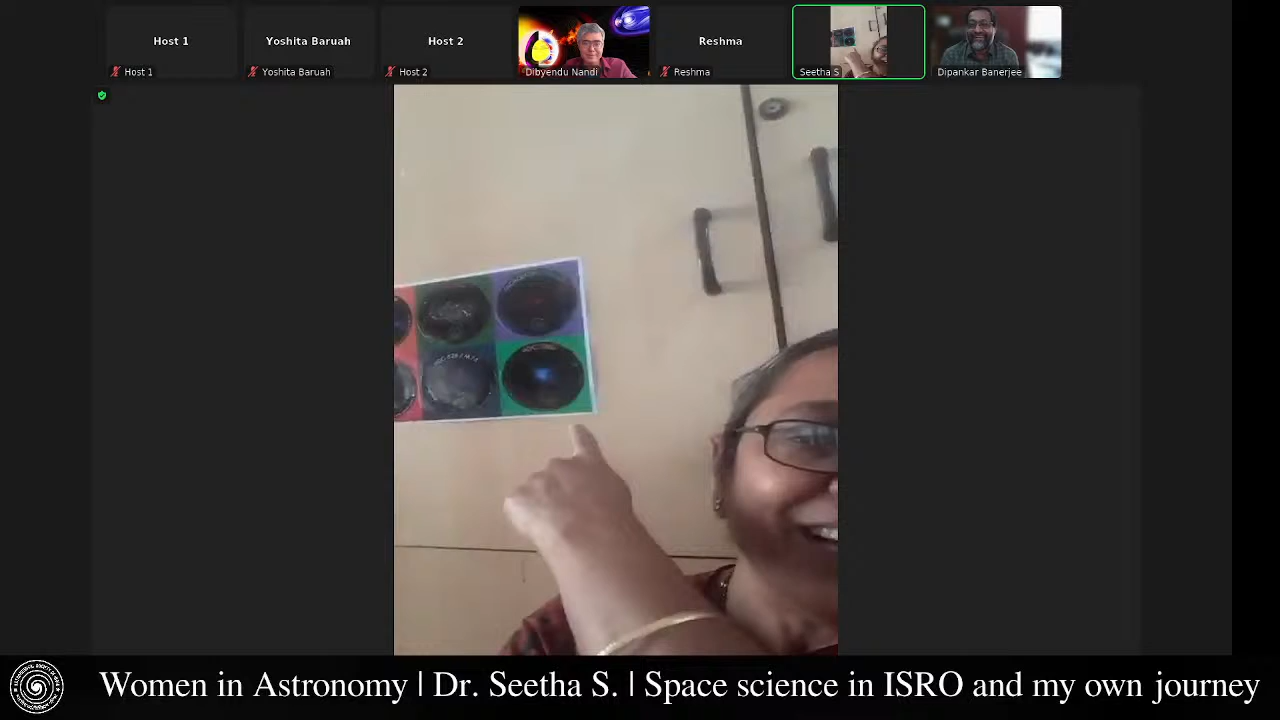 Host 1
Yoshita Baruah
Host 2
Reshma
Host 1
Yoshita Baruah
Host 2
Dibyendu Nandi
Reshma
Seetha S
Dipankar Banerjee
Women in Astronomy | Dr. Seetha S. | Space science in ISRO and my own journey